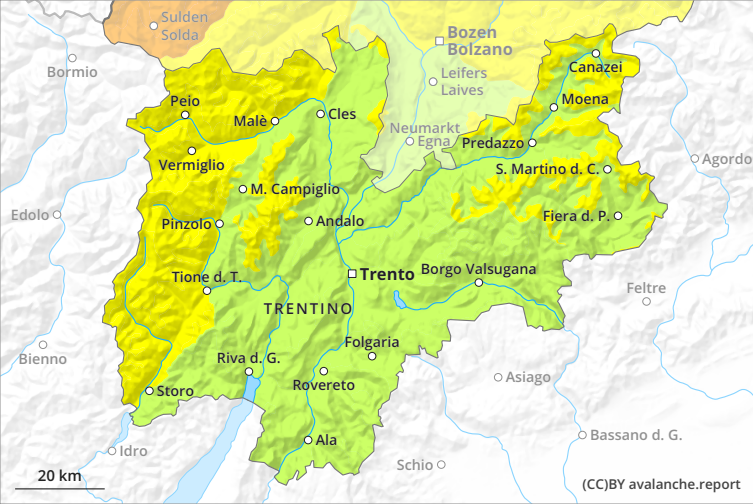 Sulden
Solda
Bozen
Bolzano
Bormio
Canazei
Leifers
Laives
Peio
Moena
Malè
Cles
Neumarkt
Egna
Predazzo
Vermiglio
Agordo
S. Martino d. C.
M. Campiglio
Edolo
Pinzolo
Andalo
Fiera d. P.
Trento
Borgo Valsugana
Tione d. T.
Feltre
TRENTINO
Bienno
Folgaria
Riva d. G.
Asiago
Rovereto
Storo
Idro
Ala
Bassano d. G.
Schio
20 km
(CC)BY avalanche.report